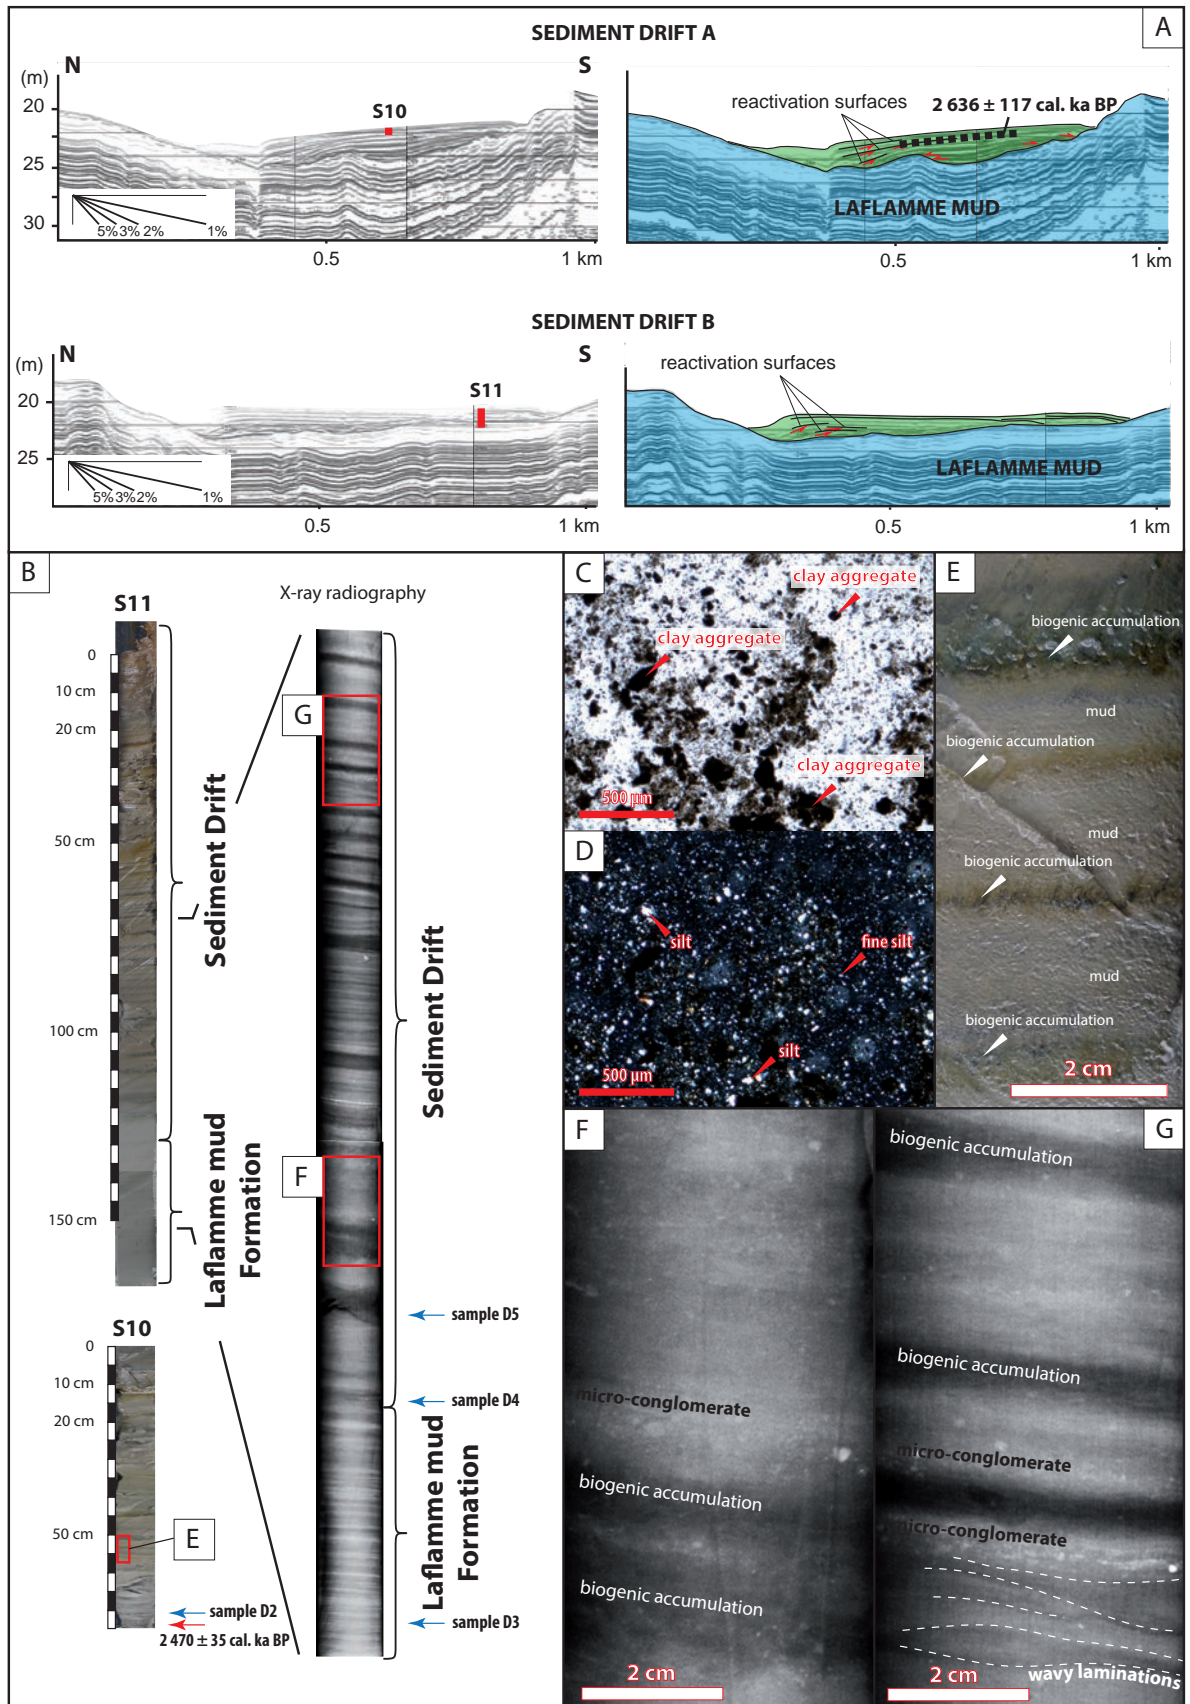 SEDIMENT DRIFT A
A
N
S
(m)
20
25
30
S10
5% 3% 2% 1%
0.5
1 km
reactivation surfaces
2 636 ± 117 cal. ka BP
LAFLAMME MUD
0.5
1 km
SEDIMENT DRIFT B
N
S
(m)
20
25
S11
5% 3% 2% 1%
0.5
1 km
reactivation surfaces
LAFLAMME MUD
0.5
1 km
B
S11
0
10 cm
20 cm
50 cm
100 cm
150 cm
Sediment Drift
Laflamme mud
Formation
X-ray radiography
G
F
Sediment Drift
sample D5
sample D4
Laflamme mud
Formation
sample D3
S10
0
10 cm
20 cm
50 cm
E
sample D2
2 470 ± 35 cal. ka BP
C
clay aggregate
clay aggregate
clay aggregate
500 µm
D
silt
fine silt
silt
500 µm
E
biogenic accumulation
mud
biogenic accumulation
mud
biogenic accumulation
mud
biogenic accumulation
2 cm
F
micro-conglomerate
biogenic accumulation
biogenic accumulation
2 cm
G
biogenic accumulation
biogenic accumulation
micro-conglomerate
micro-conglomerate
wavy laminations
2 cm